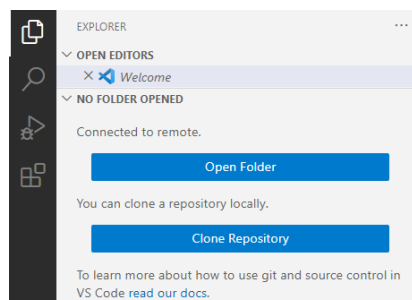 EXPLORER
OPEN EDITORS
Welcome
NO FOLDER OPENED
Connected to remote.
Open Folder
You can clone a repository locally.
Clone Repository
To learn more about how to use git and source control in
VS Code read our docs.